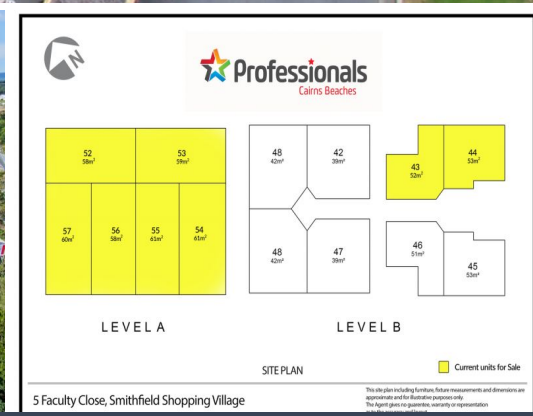 N
Professionals
Cairns Beaches
52
58m²
53
59m²
57
60m²
56
58m²
55
61m²
54
61m²
48
42m²
42
39m²
48
42m²
47
39m²
43
52m²
44
53m²
46
51m²
45
53m²
LEVEL A
LEVEL B
SITE PLAN
Current units for Sale
5 Faculty Close, Smithfield Shopping Village
This site plan including furniture, fixture measurements and dimensions are
approximate and for illustrative purposes only.
The Agent gives no guarantee, warranty or representation